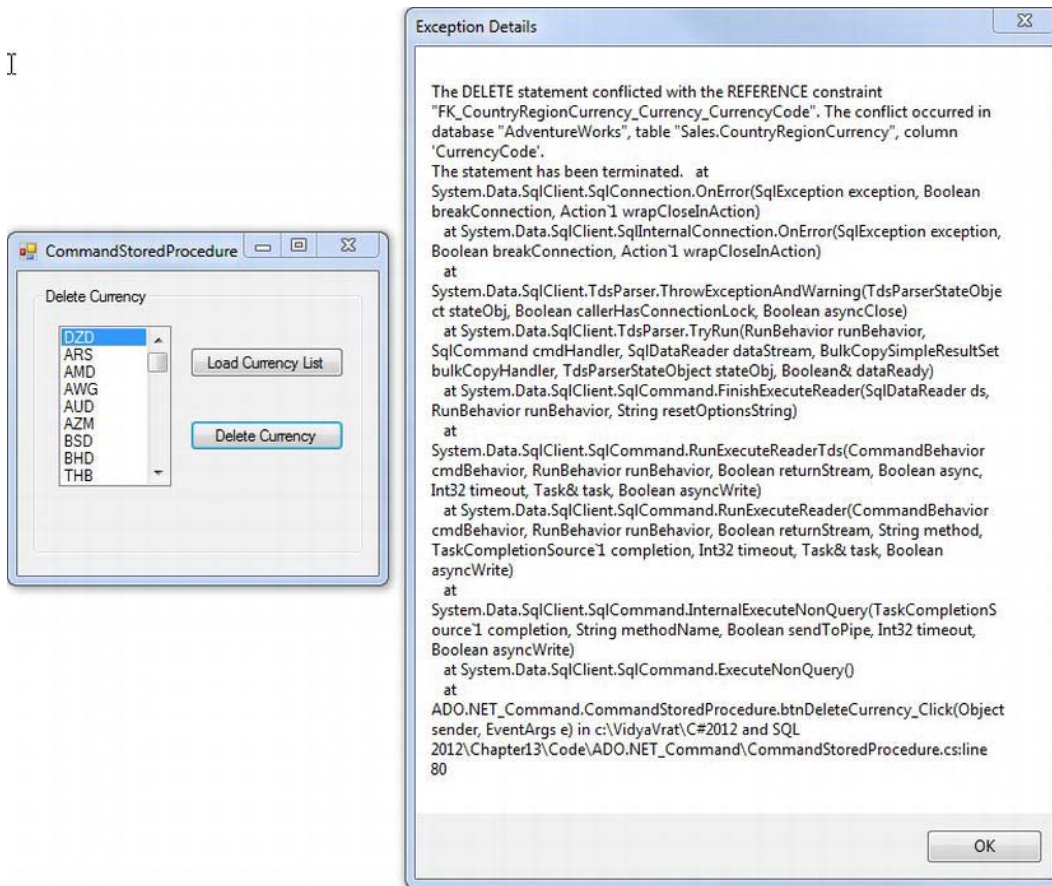 CommandStoredProcedure
Delete Currency
DZD
ARS
AMD
AWG
AUD
AZM
BSD
BHD
THB
Load Currency List
Delete Currency
Exception Details
The DELETE statement conflicted with the REFERENCE constraint
"FK_CountryRegionCurrency_Currency_CurrencyCode". The conflict occurred in
database "AdventureWorks", table "Sales.CountryRegionCurrency", column
'CurrencyCode'.
The statement has been terminated.   at
System.Data.SqlClient.SqlConnection.OnError(SqlException exception, Boolean
breakConnection, Action`1 wrapCloseInAction)
at System.Data.SqlClient.SqlInternalConnection.OnError(SqlException exception,
Boolean breakConnection, Action`1 wrapCloseInAction)
at
System.Data.SqlClient.TdsParser.ThrowExceptionAndWarning(TdsParserStateObje
ct stateObj, Boolean callerHasConnectionLock, Boolean asyncClose)
at System.Data.SqlClient.TdsParser.TryRun(RunBehavior runBehavior,
SqlCommand cmdHandler, SqlDataReader dataStream, BulkCopySimpleResultSet
bulkCopyHandler, TdsParserStateObject stateObj, Boolean& dataReady)
at System.Data.SqlClient.SqlCommand.FinishExecuteReader(SqlDataReader ds,
RunBehavior runBehavior, String resetOptionsString)
at
System.Data.SqlClient.SqlCommand.RunExecuteReaderTds(CommandBehavior
cmdBehavior, RunBehavior runBehavior, Boolean returnStream, Boolean async,
Int32 timeout, Task& task, Boolean asyncWrite)
at System.Data.SqlClient.SqlCommand.RunExecuteReader(CommandBehavior
cmdBehavior, RunBehavior runBehavior, Boolean returnStream, String method,
TaskCompletionSource`1 completion, Int32 timeout, Task& task, Boolean
asyncWrite)
at
System.Data.SqlClient.SqlCommand.InternalExecuteNonQuery(TaskCompletionS
ource`1 completion, String methodName, Boolean sendToPipe, Int32 timeout,
Boolean asyncWrite)
at System.Data.SqlClient.SqlCommand.ExecuteNonQuery()
at
ADO.NET_Command.CommandStoredProcedure.btnDeleteCurrency_Click(Object
sender, EventArgs e) in c:\VidyaVrat\C#2012 and SQL
2012\Chapter13\Code\ADO.NET_Command\CommandStoredProcedure.cs:line
80
OK